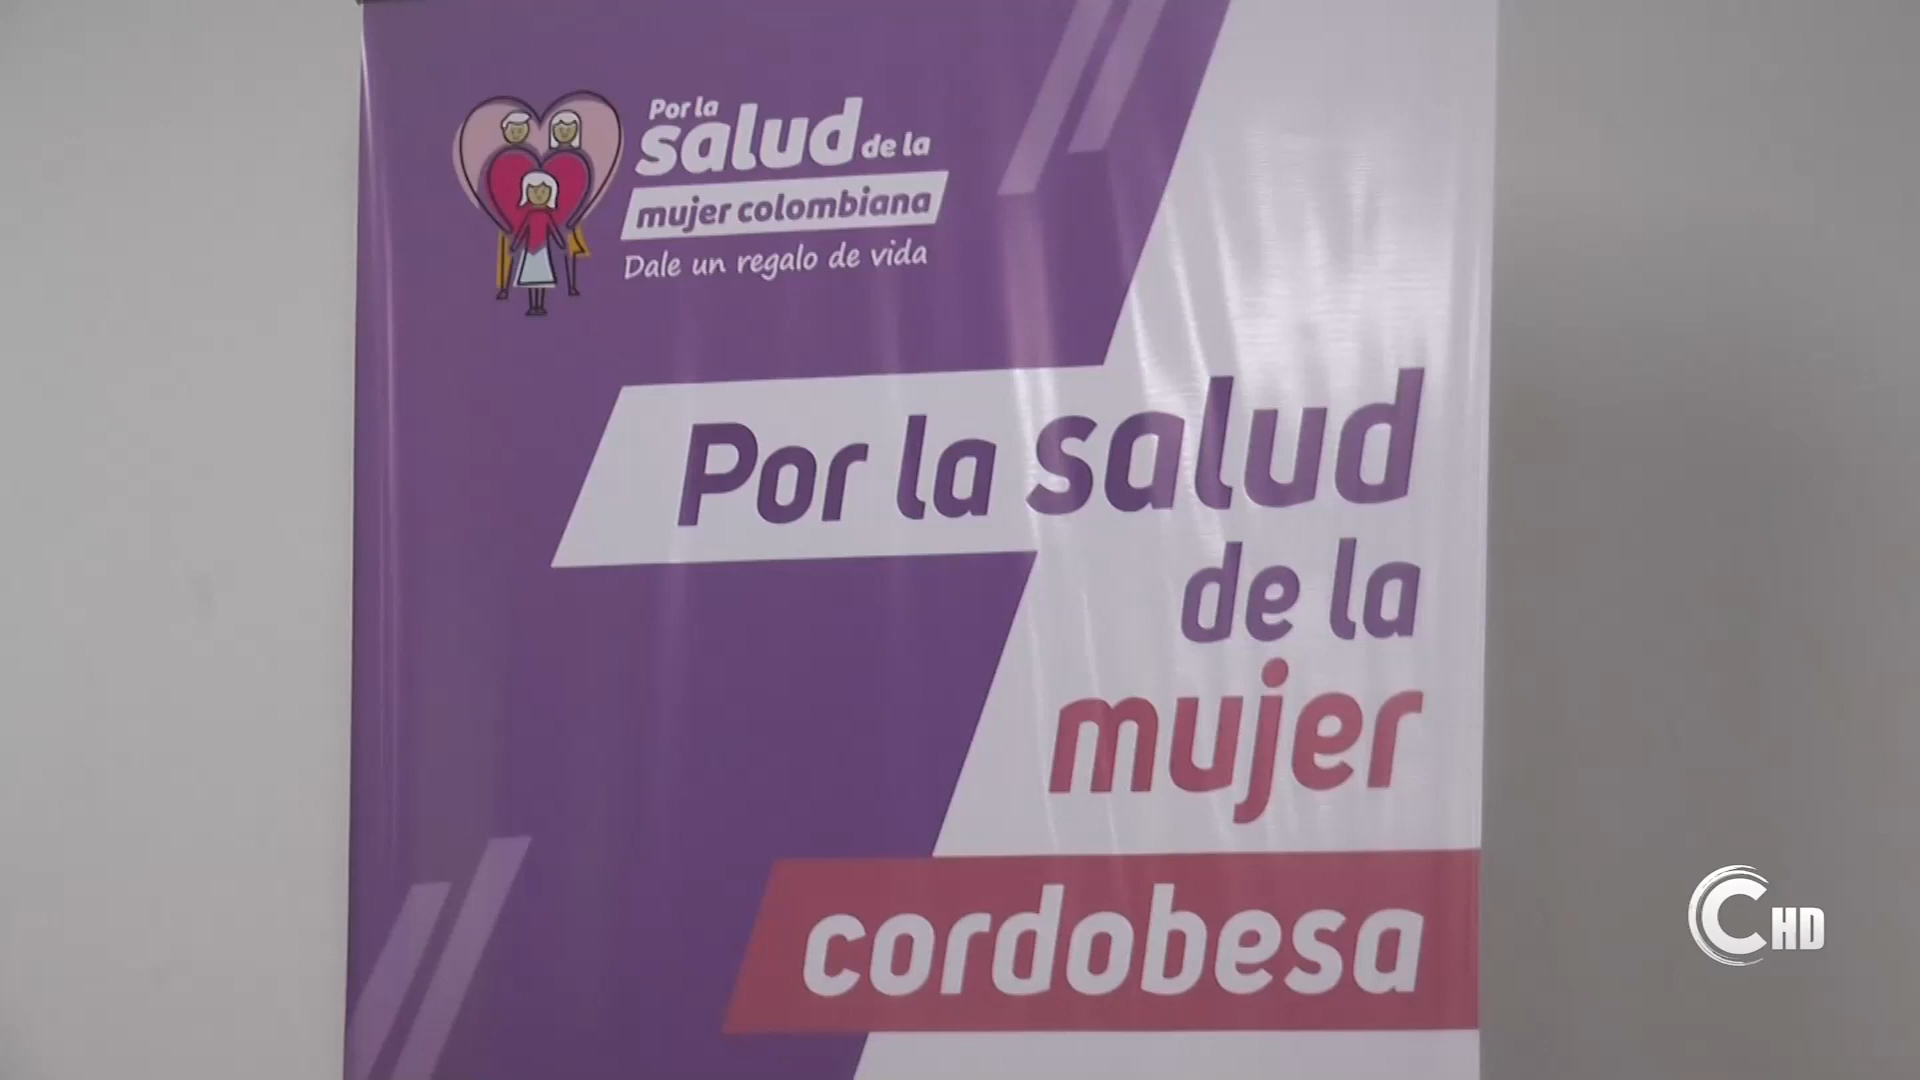 Por la
salud de la
mujer colombiana
Dale un regalo de vida
Por la salud
de la
mujer
cordobesa
C HD